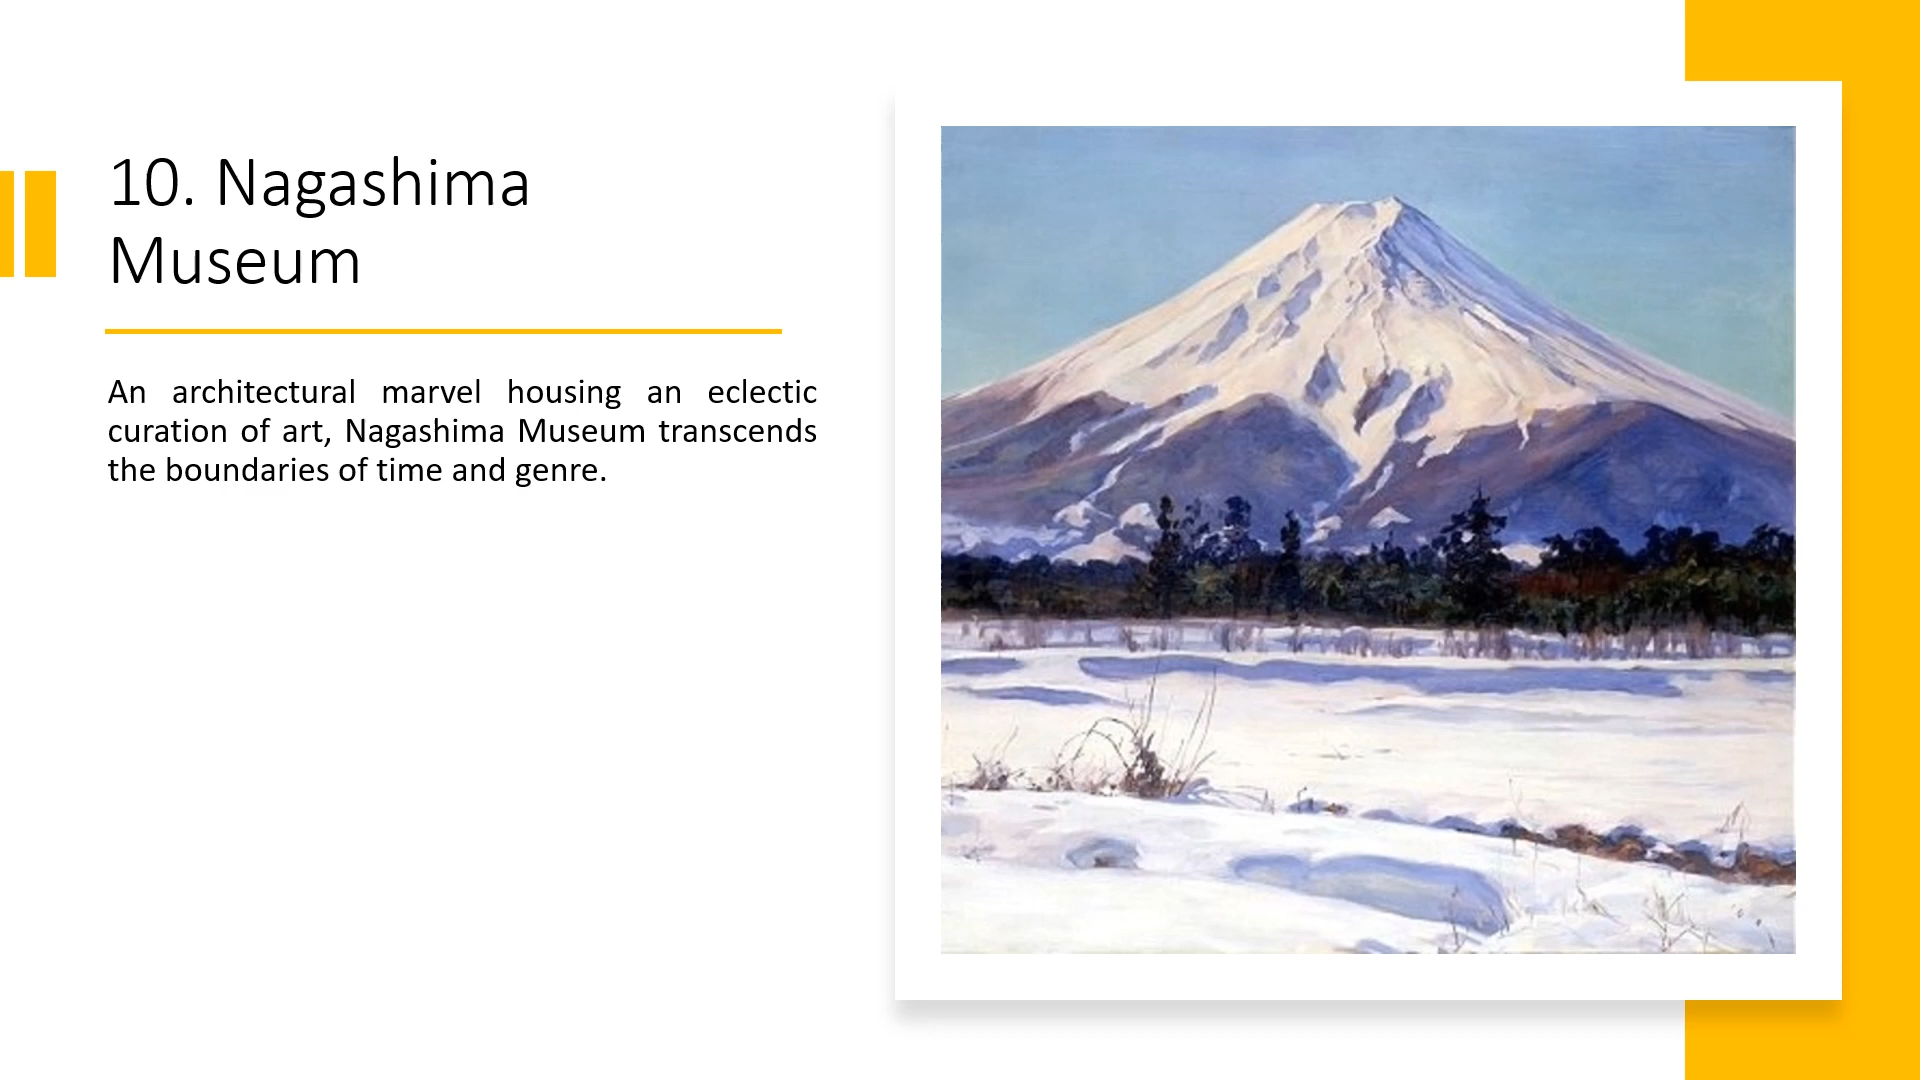 10. Nagashima
Museum
An architectural marvel housing an eclectic
curation of art, Nagashima Museum transcends
the boundaries of time and genre.